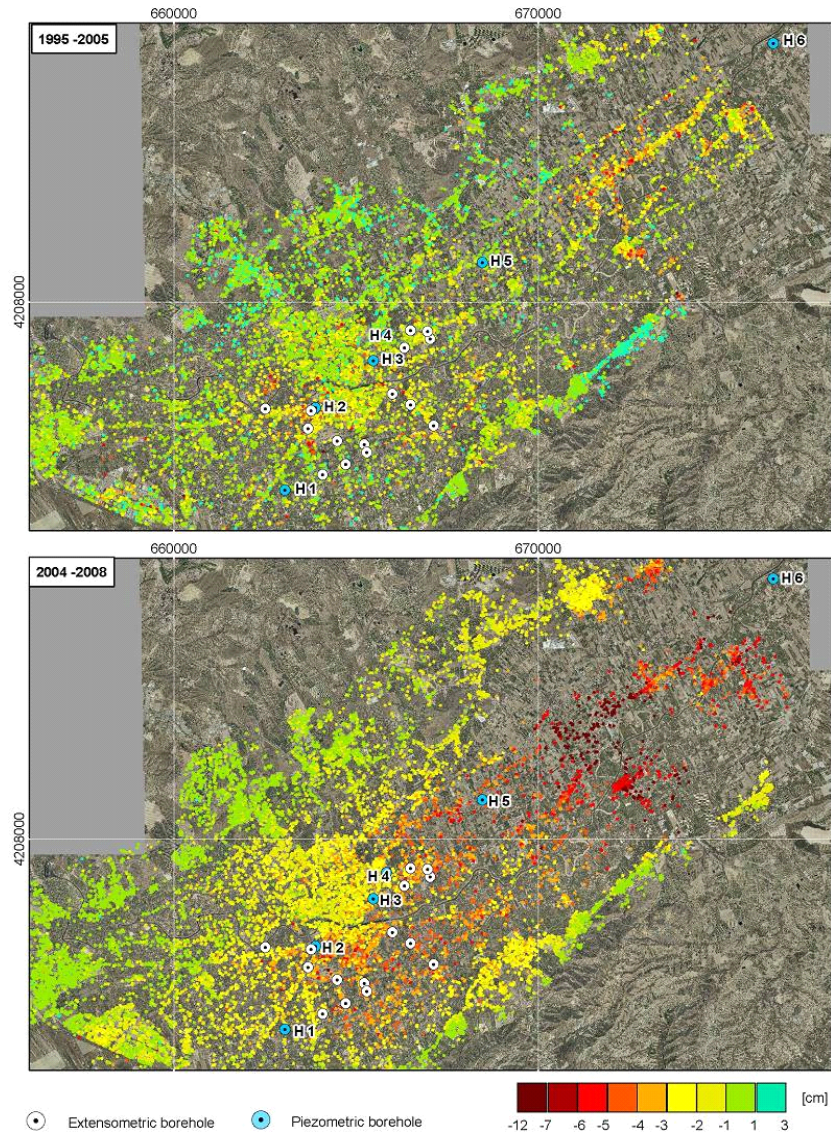 660000 670000
1995 -2005
H 6
H 5
4208000
H 4
H 3
H 2
H 1
660000 670000
2004 -2008
H 6
H 5
4208000
H 4
H 3
H 2
H 1
[cm]
-12 -7 -6 -5 -4 -3 -2 -1 1 3
Extensometric borehole Piezometric borehole